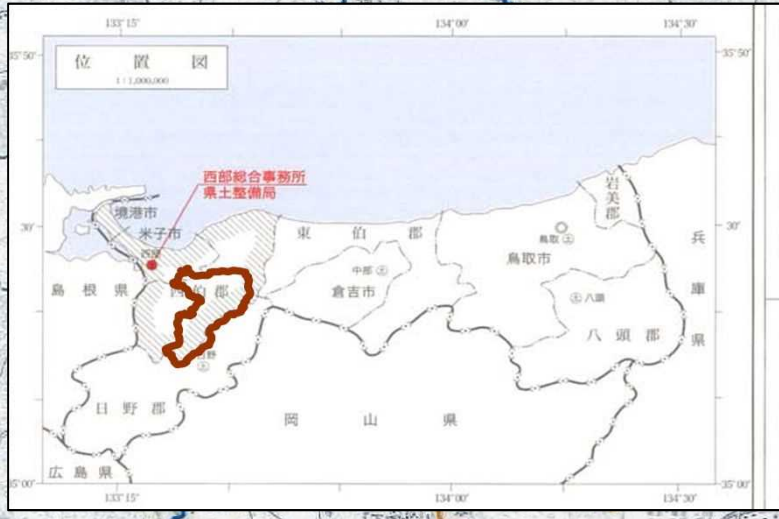 133°15'
134°00'
134°30'
35°50'
35°50'
位置図
1:1,000,000
西部総合事務所
県土整備局
境港市
米子市
西部
岩美郡
30'
30'
東伯郡
鳥取
鳥取市
兵庫県
中部
倉吉市
島根県
西伯郡
八頭
八頭郡
日野
日野郡
岡山県
広島県
35°00'
35°00'
133°15'
134°00'
134°30'